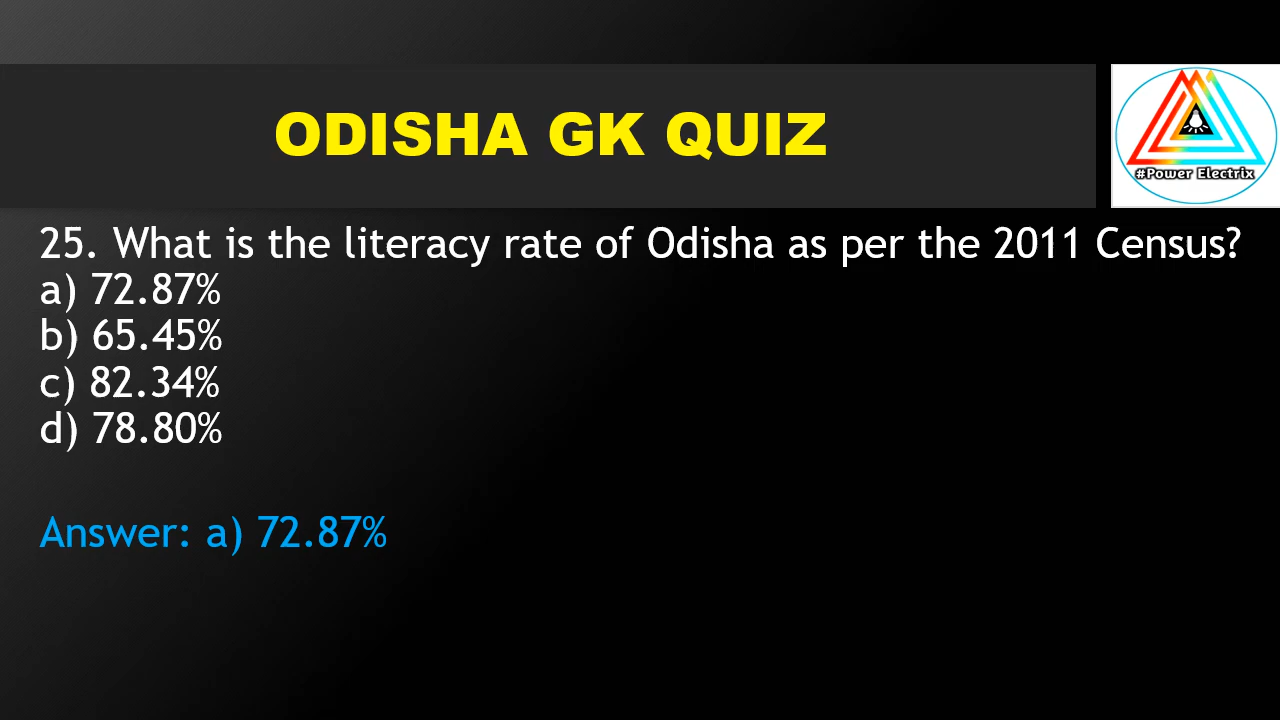 ODISHA GK QUIZ
#Power Electrix
25. What is the literacy rate of Odisha as per the 2011 Census?
a) 72.87%
b) 65.45%
c) 82.34%
d) 78.80%
Answer: a) 72.87%